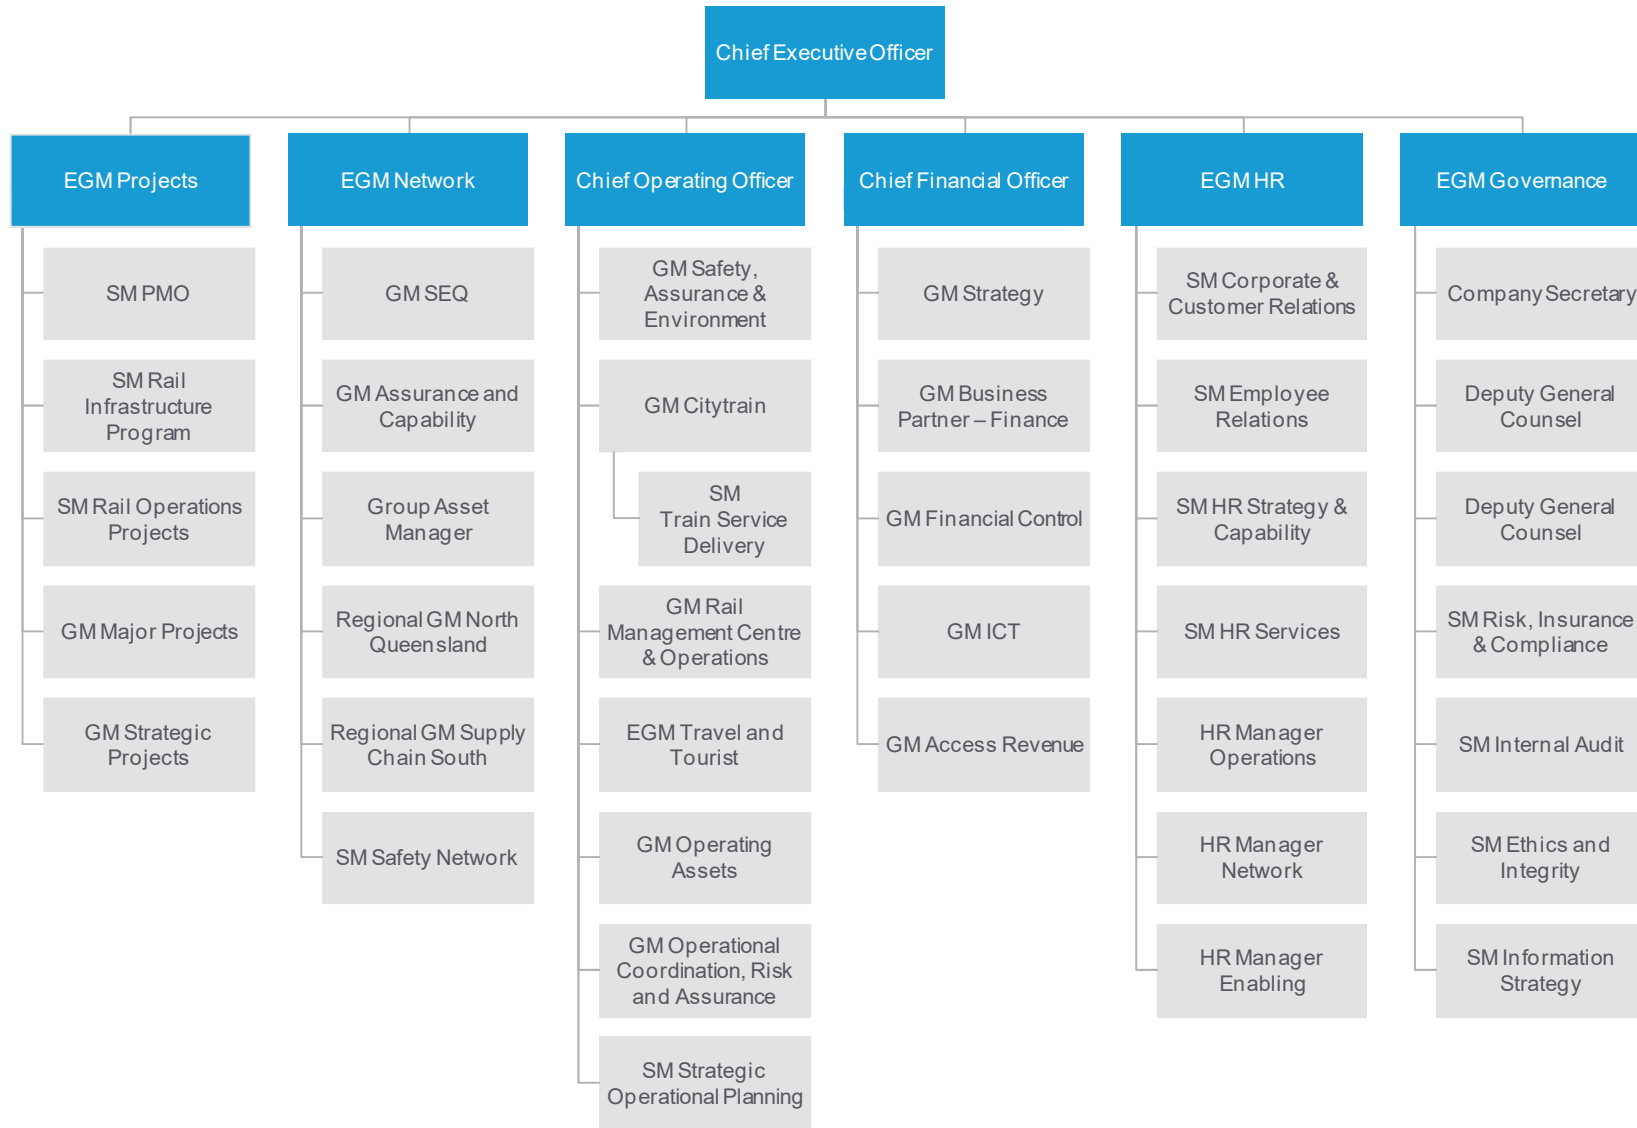 Chief Executive Officer
EGM Projects
EGM Network
Chief Operating Officer
Chief Financial Officer
EGM HR
EGM Governance
SM PMO
SM Rail
Infrastructure
Program
SM Rail Operations
Projects
GM Major Projects
GM Strategic
Projects
GM SEQ
GM Assurance and
Capability
Group Asset
Manager
Regional GM North
Queensland
Regional GM Supply
Chain South
SM Safety Network
GM Safety,
Assurance &
Environment
GM Citytrain
SM
Train Service
Delivery
GM Rail
Management Centre
& Operations
EGM Travel and
Tourist
GM Operating
Assets
GM Operational
Coordination, Risk
and Assurance
SM Strategic
Operational Planning
GM Strategy
GM Business
Partner – Finance
GM Financial Control
GM ICT
GM Access Revenue
SM Corporate &
Customer Relations
SM Employee
Relations
SM HR Strategy &
Capability
SM HR Services
HR Manager
Operations
HR Manager
Network
HR Manager
Enabling
Company Secretary
Deputy General
Counsel
Deputy General
Counsel
SM Risk, Insurance
& Compliance
SM Internal Audit
SM Ethics and
Integrity
SM Information
Strategy